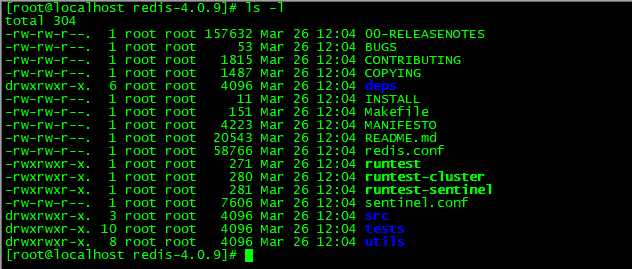 [root@localhost redis-4.0.9]# ls -l
total 304
-rw-rw-r--.  1 root root 157632 Mar 26 12:04 00-RELEASENOTES
-rw-rw-r--.  1 root root     53 Mar 26 12:04 BUGS
-rw-rw-r--.  1 root root   1815 Mar 26 12:04 CONTRIBUTING
-rw-rw-r--.  1 root root   1487 Mar 26 12:04 COPYING
drwxrwxr-x.  6 root root   4096 Mar 26 12:04 deps
-rw-rw-r--.  1 root root     11 Mar 26 12:04 INSTALL
-rw-rw-r--.  1 root root    151 Mar 26 12:04 Makefile
-rw-rw-r--.  1 root root   4223 Mar 26 12:04 MANIFESTO
-rw-rw-r--.  1 root root  20543 Mar 26 12:04 README.md
-rw-rw-r--.  1 root root  58766 Mar 26 12:04 redis.conf
-rwxrwxr-x.  1 root root    271 Mar 26 12:04 runtest
-rwxrwxr-x.  1 root root    280 Mar 26 12:04 runtest-cluster
-rwxrwxr-x.  1 root root    281 Mar 26 12:04 runtest-sentinel
-rw-rw-r--.  1 root root   7606 Mar 26 12:04 sentinel.conf
drwxrwxr-x.  3 root root   4096 Mar 26 12:04 src
drwxrwxr-x. 10 root root   4096 Mar 26 12:04 tests
drwxrwxr-x.  8 root root   4096 Mar 26 12:04 utils
[root@localhost redis-4.0.9]#